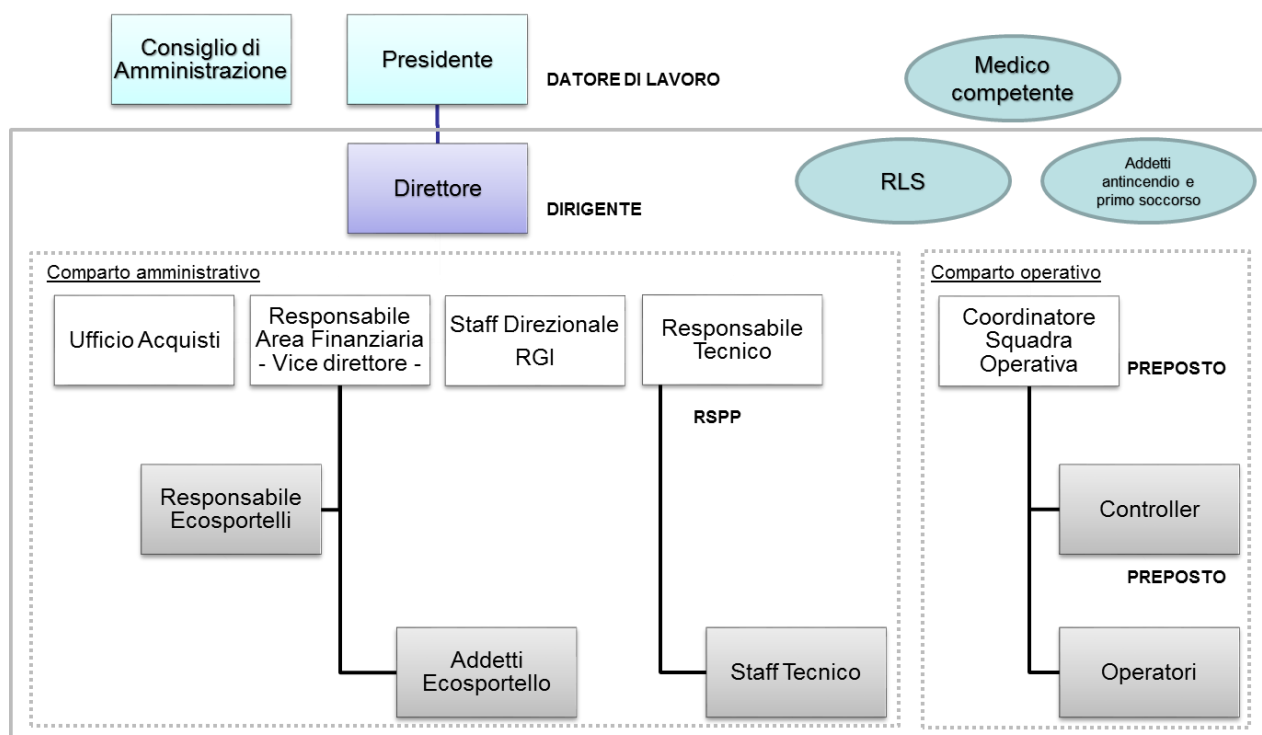 Consiglio di
Amministrazione
Presidente
DATORE DI LAVORO
Medico
competente
Direttore
DIRIGENTE
RLS
Addetti
antincendio e
primo soccorso
Comparto amministrativo
Ufficio Acquisti
Responsabile
Area Finanziaria
- Vice direttore -
Staff Direzionale
RGI
Responsabile
Tecnico
RSPP
Responsabile
Ecosportelli
Addetti
Ecosportello
Staff Tecnico
Comparto operativo
Coordinatore
Squadra
Operativa
PREPOSTO
Controller
PREPOSTO
Operatori